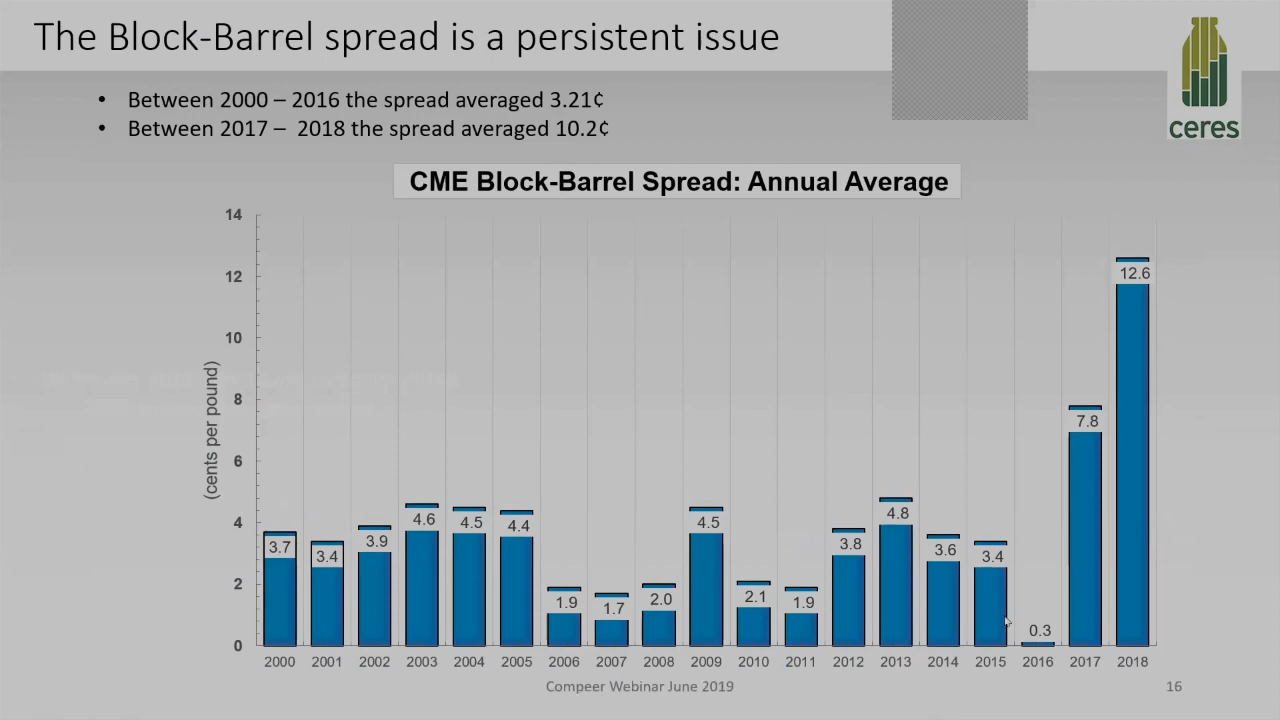 The Block-Barrel spread is a persistent issue
ceres
• Between 2000 – 2016 the spread averaged 3.21¢
• Between 2017 – 2018 the spread averaged 10.2¢
CME Block-Barrel Spread: Annual Average
(cents per pound)
14
12
10
8
6
4
2
0
3.7 3.4 3.9 4.6 4.5 4.4 1.9 1.7 2.0 4.5 2.1 1.9 3.8 4.8 3.6 3.4 0.3 7.8 12.6
2000 2001 2002 2003 2004 2005 2006 2007 2008 2009 2010 2011 2012 2013 2014 2015 2016 2017 2018
Compeer Webinar June 2019
16